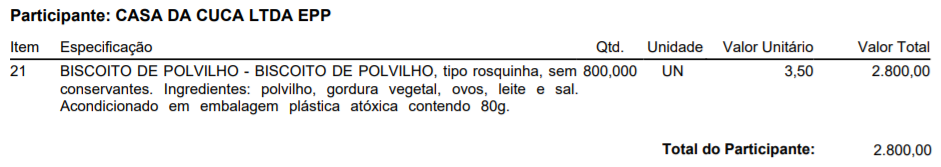 Participante: CASA DA CUCA LTDA EPP
Item Especificação Qtd. Unidade Valor Unitário Valor Total
21 BISCOITO DE POLVILHO - BISCOITO DE POLVILHO, tipo rosquinha, sem 800,000 UN 3,50 2.800,00
conservantes. Ingredientes: polvilho, gordura vegetal, ovos, leite e sal.
Acondicionado em embalagem plástica atóxica contendo 80g.
Total do Participante: 2.800,00